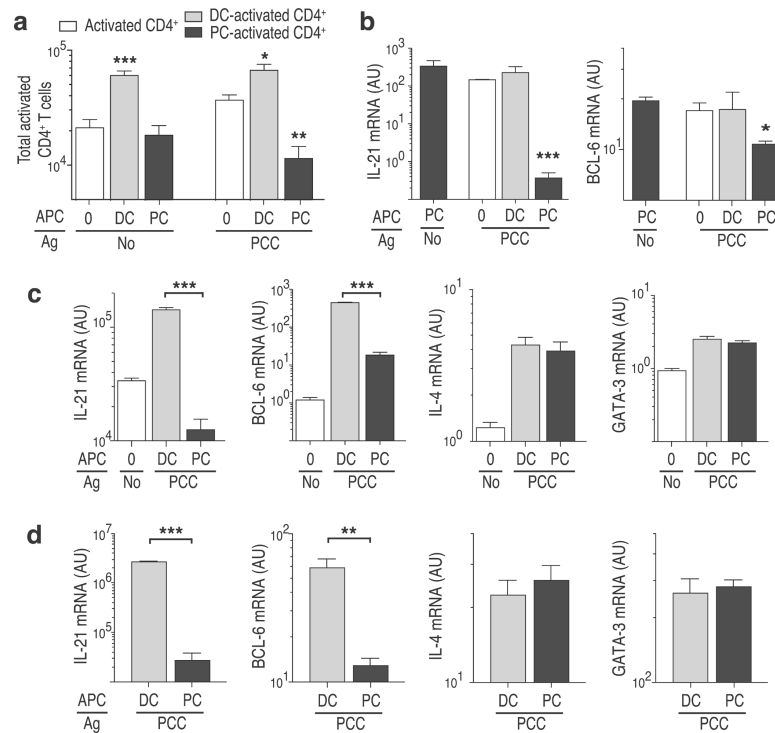 a
Activated CD4⁺
DC-activated CD4⁺
PC-activated CD4⁺
Total activated
CD4⁺ T cells
10⁵
10⁴
***
*
**
APC 0 DC PC 0 DC PC
Ag No PCC
b
IL-21 mRNA (AU)
10³
10²
10¹
10⁰
10⁻¹
***
APC PC 0 DC PC
Ag No PCC
BCL-6 mRNA (AU)
10¹
*
PC 0 DC PC
No PCC
c
IL-21 mRNA (AU)
10⁵
10⁴
***
APC 0 DC PC
Ag No PCC
BCL-6 mRNA (AU)
10³
10²
10¹
10⁰
***
0 DC PC
No PCC
IL-4 mRNA (AU)
10¹
10⁰
0 DC PC
No PCC
GATA-3 mRNA (AU)
10¹
10⁰
0 DC PC
No PCC
d
IL-21 mRNA (AU)
10⁷
10⁶
10⁵
***
APC DC PC
Ag PCC
BCL-6 mRNA (AU)
10²
10¹
**
DC PC
PCC
IL-4 mRNA (AU)
10¹
DC PC
PCC
GATA-3 mRNA (AU)
10²
DC PC
PCC